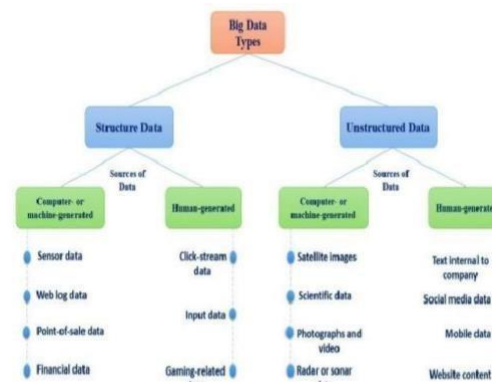 Big Data
Types
Structure Data
Unstructured Data
Sources of
Data
Sources of
Data
Computer- or
machine-generated
Human-generated
Computer- or
machine-generated
Human-generate
Sensor data
Web log data
Point-of-sale data
Financial data
Click-stream
data
Input data
Gaming-related
Satellite images
Scientific data
Photographs and
video
Radar or sonar
Text internal to
company
Social media data
Mobile data
Website content